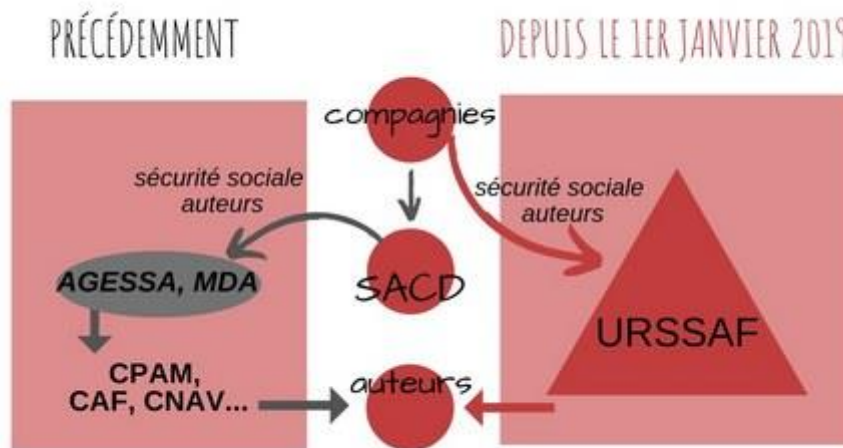 PRÉCÉDEMMENT
DEPUIS LE 1ER JANVIER 2019
compagnies
sécurité sociale
auteurs
sécurité sociale
auteurs
AGESSA, MDA
SACD
URSSAF
CPAM,
CAF, CNAV...
auteurs